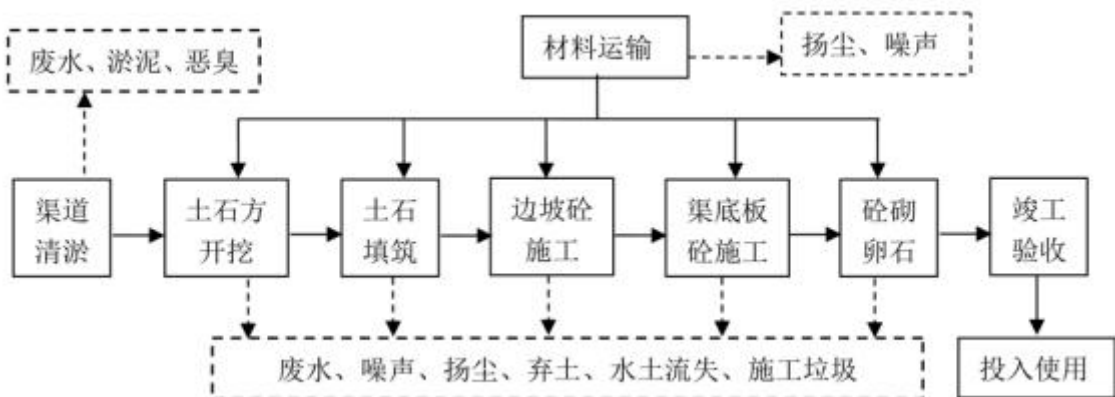 废水、淤泥、恶臭
材料运输
扬尘、噪声
渠道
清淤
土石方
开挖
土石
填筑
边坡砼
施工
渠底板
砼施工
砼砌
卵石
竣工
验收
废水、噪声、扬尘、弃土、水土流失、施工垃圾
投入使用